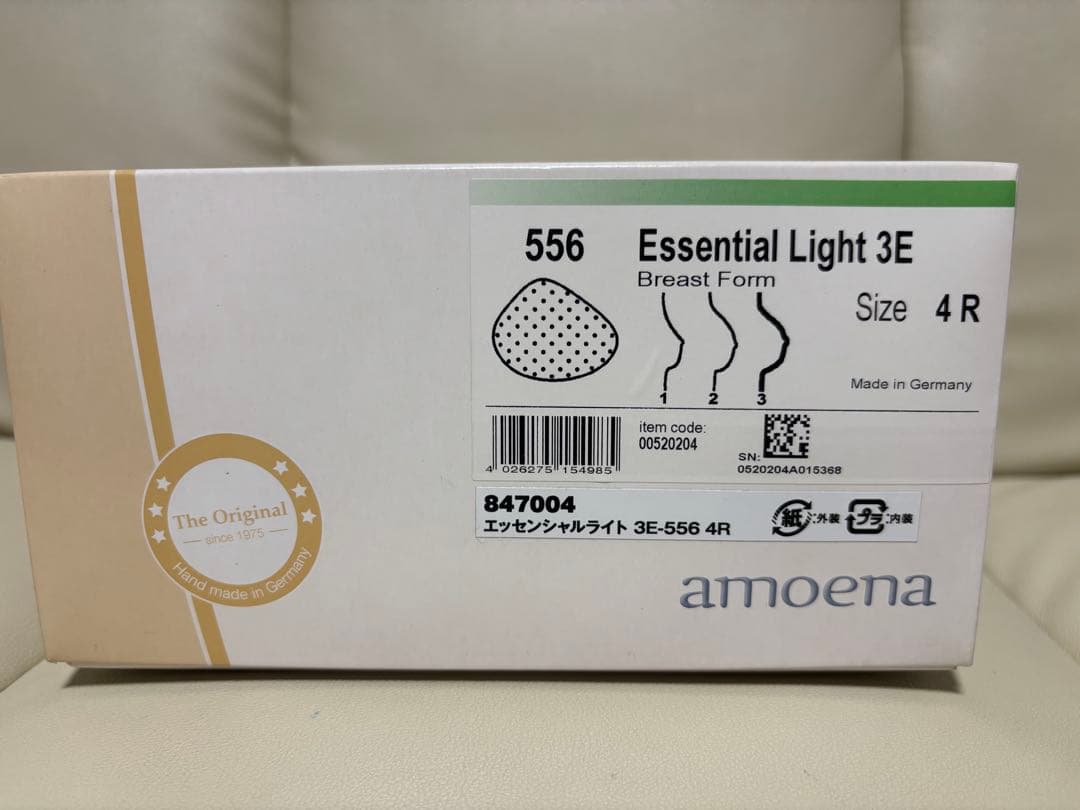 556
Essential Light 3E
Breast Form
Size 4 R
1 2 3
Made in Germany
4 026275 154985
item code:
00520204
SN:
0520204A015368
847004
エッセンシャルライト 3E-556 4R
紙 :外装 プラ :内装
amoena
The Original
since 1975
Hand made in Germany